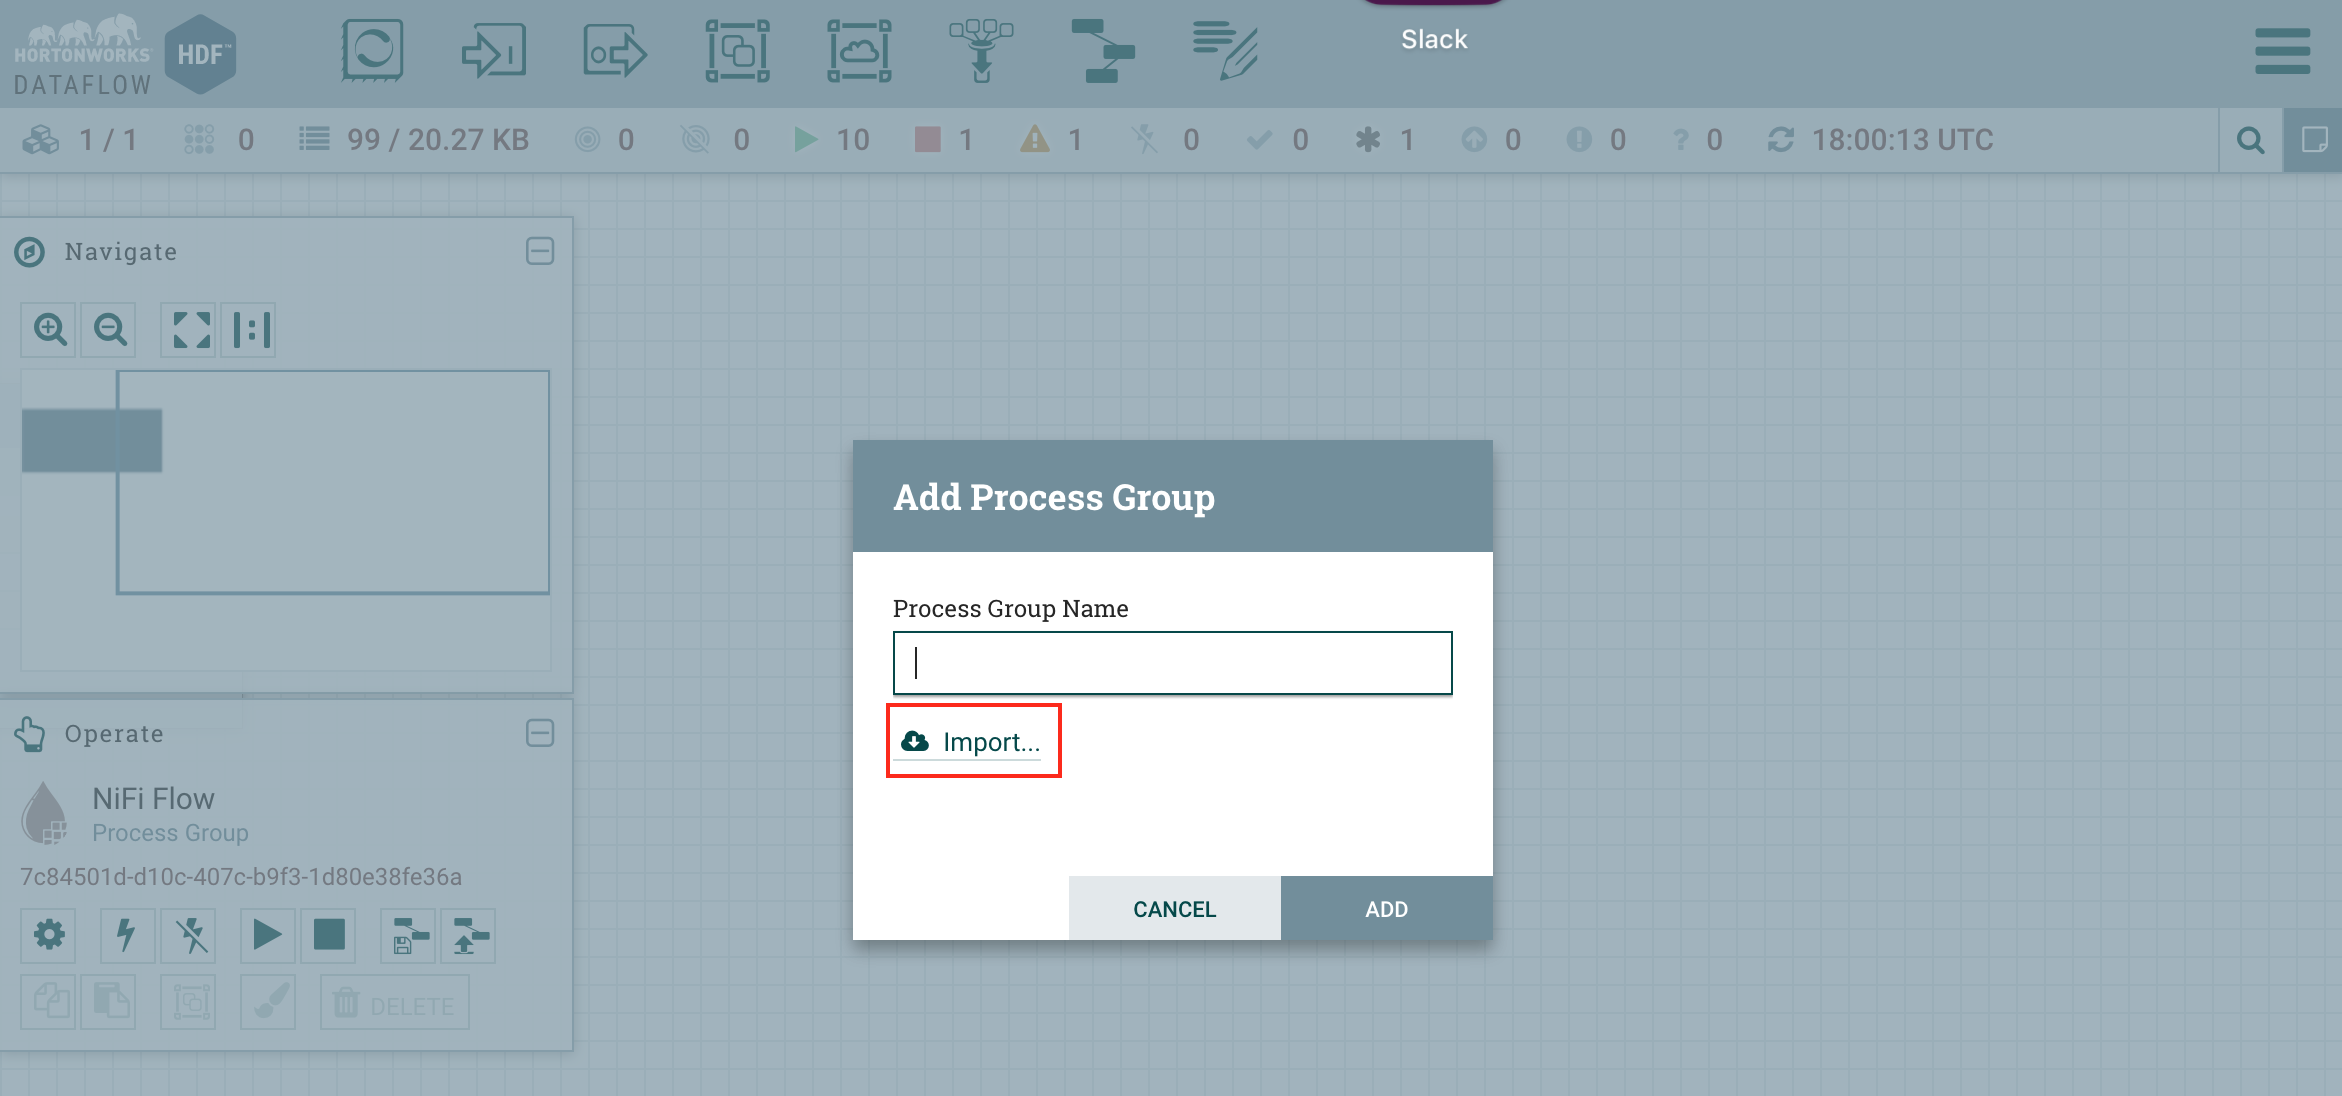 HORTONWORKS
DATAFLOW
HDF™
Slack
1 / 1 0 99 / 20.27 KB 0 0 10 1 1 0 0 1 0 0 0 18:00:13 UTC
Navigate
Add Process Group
Process Group Name
Import...
CANCEL
ADD
Operate
NiFi Flow
Process Group
7c84501d-d10c-407c-b9f3-1d80e38fe36a
DELETE